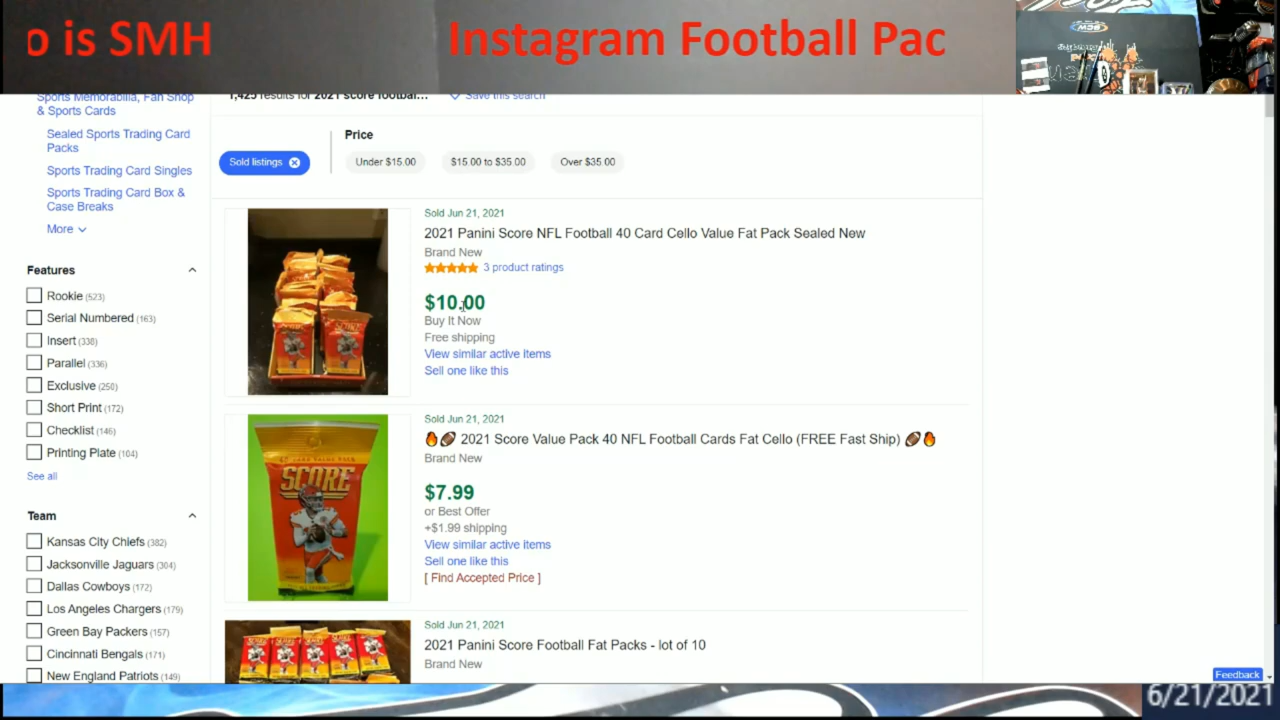 o is SMH
Instagram Football Pac
Sports Memorabilia, Fan Shop
& Sports Cards
Sealed Sports Trading Card
Packs
Sports Trading Card Singles
Sports Trading Card Box &
Case Breaks
More
Features
Rookie (523)
Serial Numbered (163)
Insert (338)
Parallel (336)
Exclusive (250)
Short Print (172)
Checklist (146)
Printing Plate (104)
See all
Team
Kansas City Chiefs (382)
Jacksonville Jaguars (304)
Dallas Cowboys (172)
Los Angeles Chargers (179)
Green Bay Packers (157)
Cincinnati Bengals (171)
New England Patriots (149)
1,425 results for 2021 score footbal...
Save this search
Price
Sold listings
Under $15.00
$15.00 to $35.00
Over $35.00
Sold Jun 21, 2021
2021 Panini Score NFL Football 40 Card Cello Value Fat Pack Sealed New
Brand New
3 product ratings
$10.00
Buy It Now
Free shipping
View similar active items
Sell one like this
SCORE
Sold Jun 21, 2021
🔥🏈 2021 Score Value Pack 40 NFL Football Cards Fat Cello (FREE Fast Ship) 🏈🔥
Brand New
$7.99
or Best Offer
+$1.99 shipping
View similar active items
Sell one like this
[ Find Accepted Price ]
Sold Jun 21, 2021
2021 Panini Score Football Fat Packs - lot of 10
Brand New
Feedback
6/21/2021